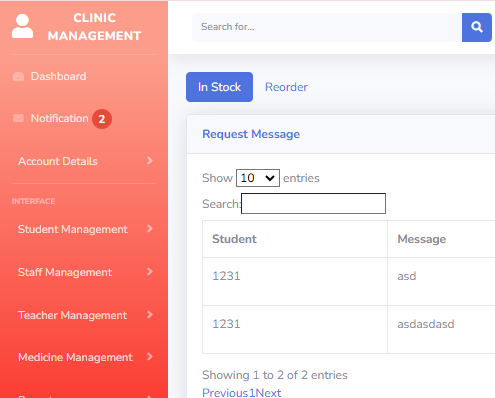 CLINIC
MANAGEMENT
Dashboard
Notification 2
Account Details
INTERFACE
Student Management
Staff Management
Teacher Management
Medicine Management
Search for...
In Stock Reorder
Request Message
Show 10 entries
Search:
Student Message
1231 asd
1231 asdasdasd
Showing 1 to 2 of 2 entries
Previous1Next